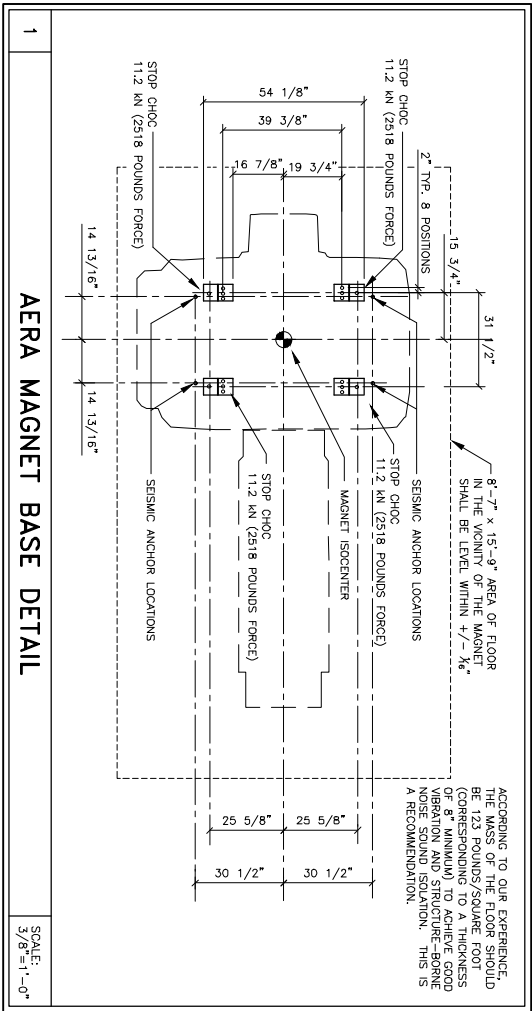 8'-7" x 15'-9" AREA OF FLOOR
IN THE VICINITY OF THE MAGNET
SHALL BE LEVEL WITHIN +/- 1/16"
ACCORDING TO OUR EXPERIENCE,
THE MASS OF THE FLOOR SHOULD
BE 123 POUNDS/SQUARE FOOT
(CORRESPONDING TO A THICKNESS
OF 8" MINIMUM) TO ACHIEVE GOOD
VIBRATION AND STRUCTURE-BORNE
NOISE SOUND ISOLATION. THIS IS
A RECOMMENDATION.
31 1/2"
15 3/4"
2" TYP. 8 POSITIONS
STOP CHOC
11.2 kN (2518 POUNDS FORCE)
SEISMIC ANCHOR LOCATIONS
STOP CHOC
11.2 kN (2518 POUNDS FORCE)
54 1/8"
39 3/8"
19 3/4"
16 7/8"
MAGNET ISOCENTER
25 5/8"
25 5/8"
30 1/2"
30 1/2"
STOP CHOC
11.2 kN (2518 POUNDS FORCE)
STOP CHOC
11.2 kN (2518 POUNDS FORCE)
SEISMIC ANCHOR LOCATIONS
14 13/16"
14 13/16"
1
AERA MAGNET BASE DETAIL
SCALE:
3/8"=1'-0"